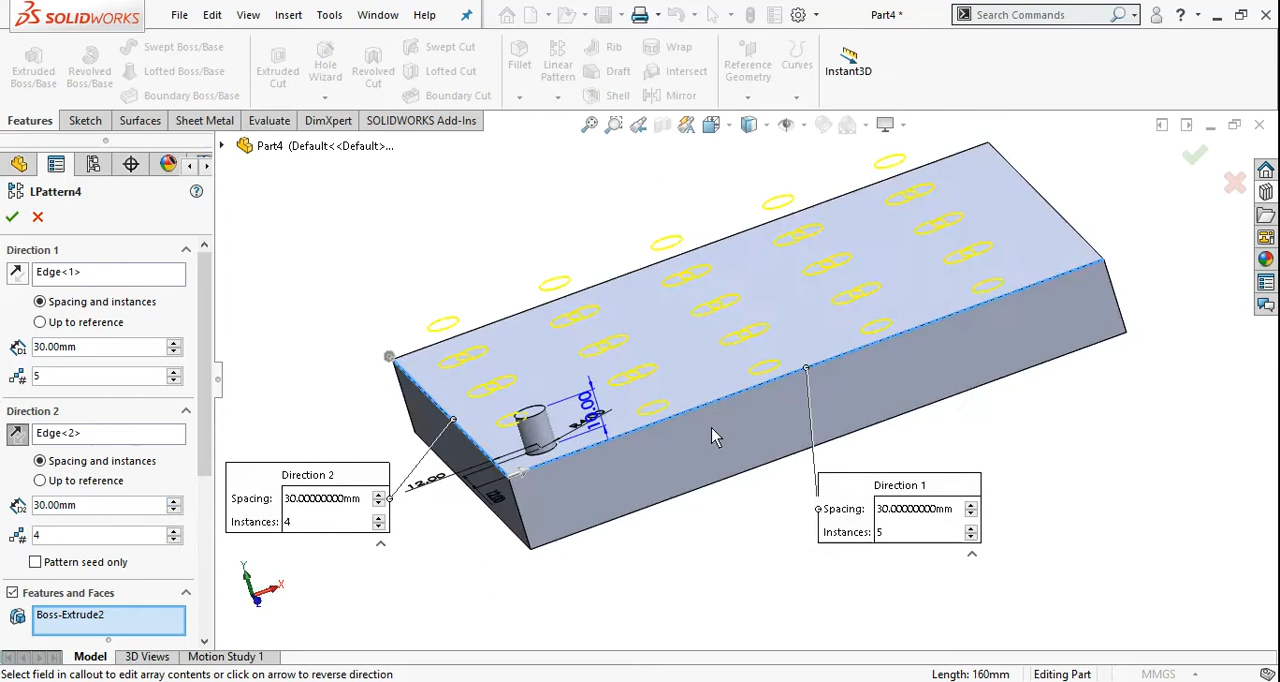 SOLIDWORKS
File Edit View Insert Tools Window Help
Part4 *
Search Commands
?
Extruded Boss/Base
Revolved Boss/Base
Swept Boss/Base
Lofted Boss/Base
Boundary Boss/Base
Extruded Cut
Hole Wizard
Revolved Cut
Swept Cut
Lofted Cut
Boundary Cut
Fillet
Linear Pattern
Rib
Draft
Shell
Wrap
Intersect
Mirror
Reference Geometry
Curves
Instant3D
Features Sketch Surfaces Sheet Metal Evaluate DimXpert SOLIDWORKS Add-Ins
Part4 (Default<<Default>...
LPattern4
Direction 1
Edge<1>
Spacing and instances
Up to reference
30.00mm
5
Direction 2
Edge<2>
Spacing and instances
Up to reference
30.00mm
4
Pattern seed only
Features and Faces
Boss-Extrude2
12.00
Direction 2
Spacing: 30.00000000mm
Instances: 4
Direction 1
Spacing: 30.00000000mm
Instances: 5
Y
X
Z
Model 3D Views Motion Study 1
Select field in callout to edit array contents or click on arrow to reverse direction
Length: 160mm
Editing Part
MMGS